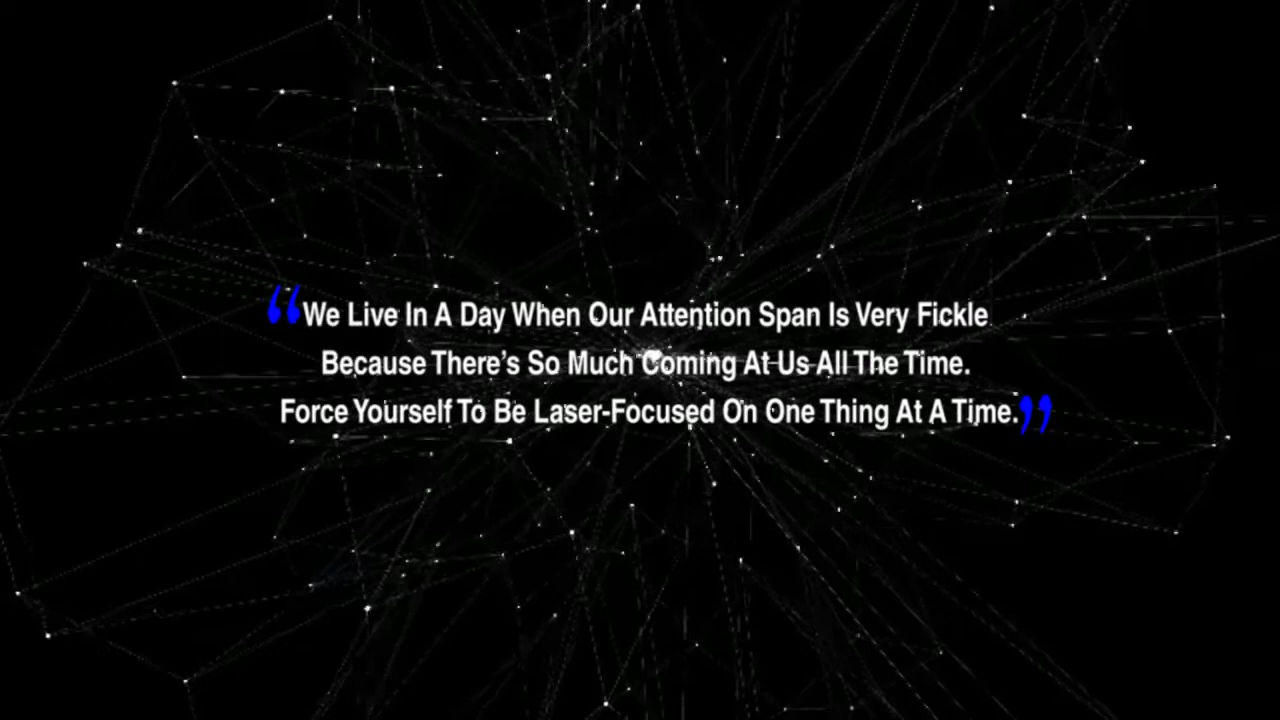 “We Live In A Day When Our Attention Span Is Very Fickle
Because There’s So Much Coming At Us All The Time.
Force Yourself To Be Laser-Focused On One Thing At A Time.”